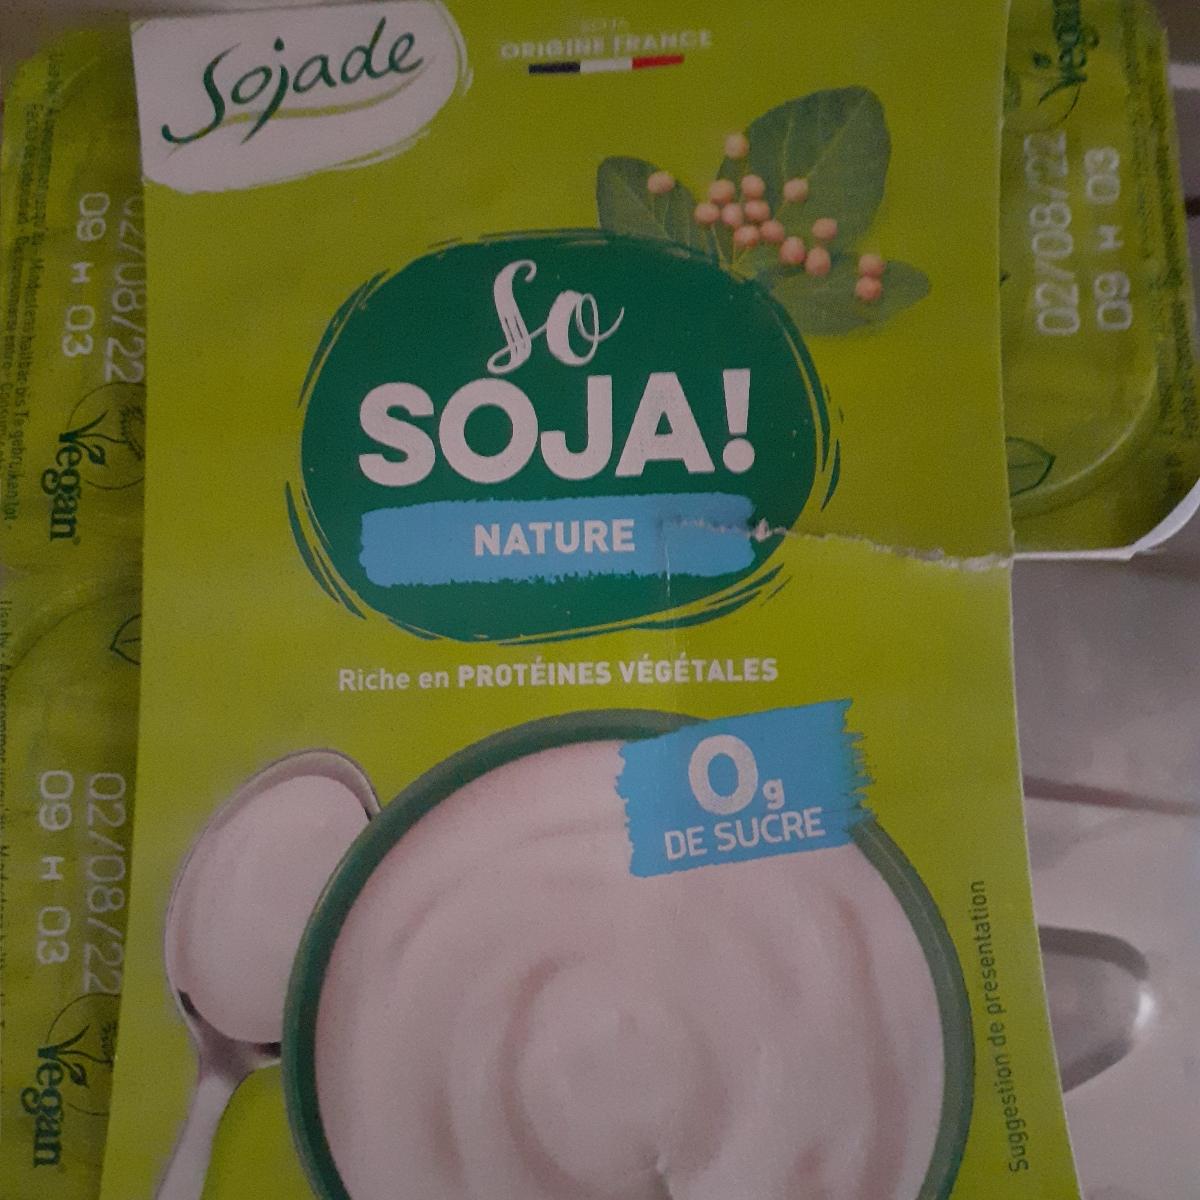 Sojade
SOJA
ORIGINE FRANCE
So
SOJA!
NATURE
Riche en PROTÉINES VÉGÉTALES
0g
DE SUCRE
Suggestion de présentation
02/08/22
09 H 03
Vegan
02/08/22
09 H 03
Vegan
02/08/22
09 H 03
Vegan